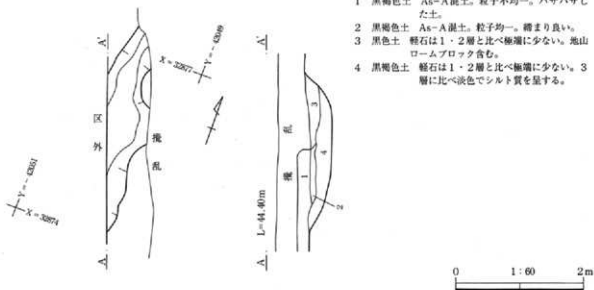 1 黒褐色土 As-A混土。粒子不均一。バサバサし
た土。
2 黒褐色土 As-A混土。粒子均一。締まり良い。
3 黒色土 軽石は1・2層と比べ極端に少ない。地山
ロームブロック含む。
4 黒褐色土 軽石は1・2層と比べ極端に少ない。3
層に比べ淡色でシルト質を呈する。
A'
X=32877
区
外
攪
乱
X=32874
A
A'
攪
乱
L=44.40m
A
1
2
3
4
0 1:60 2m